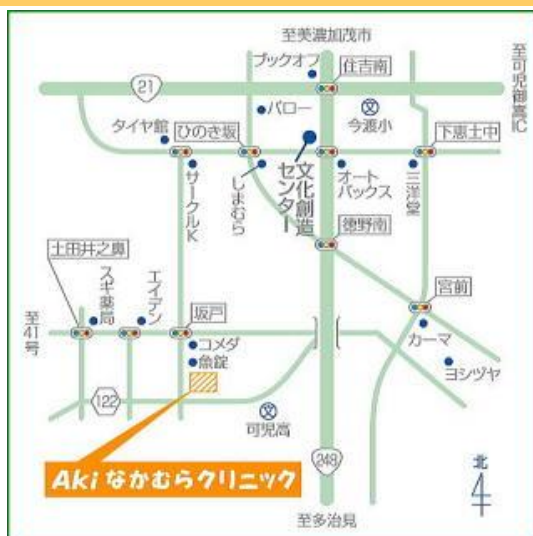 至美濃加茂市
ブックオフ
住吉南
至可児御嵩IC
21
バロー
今渡小
タイヤ館
ひのき坂
下恵土中
サークルK
しまむら
文化創造
センター
オート
バックス
三洋堂
徳野南
土田井之鼻
スギ薬局
エイデン
坂戸
宮前
至41号
コメダ
魚錠
カーマ
ヨシヅヤ
122
可児高
Akiなかむらクリニック
248
北
至多治見